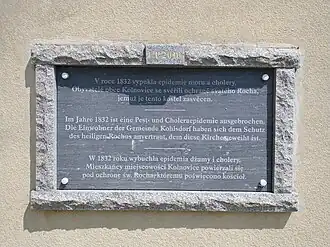 L.P. 2010
V roce 1832 vypukla epidemie moru a cholery.
Obyvatelé obce Kolnovice se svěřili ochraně svatého Rocha,
jemuž je tento kostel zasvěcen.
Im Jahre 1832 ist eine Pest- und Choleraepidemie ausgebrochen.
Die Einwohner der Gemeinde Kohlsdorf haben sich dem Schutz
des heiligen Rochus anvertraut, dem diese Kirche geweiht ist.
W 1832 roku wybuchła epidemia dżumy i cholery.
Mieszkańcy miejscowości Kolnovice powierzali się
pod ochronę św. Rocha, któremu poświęcono kościół.